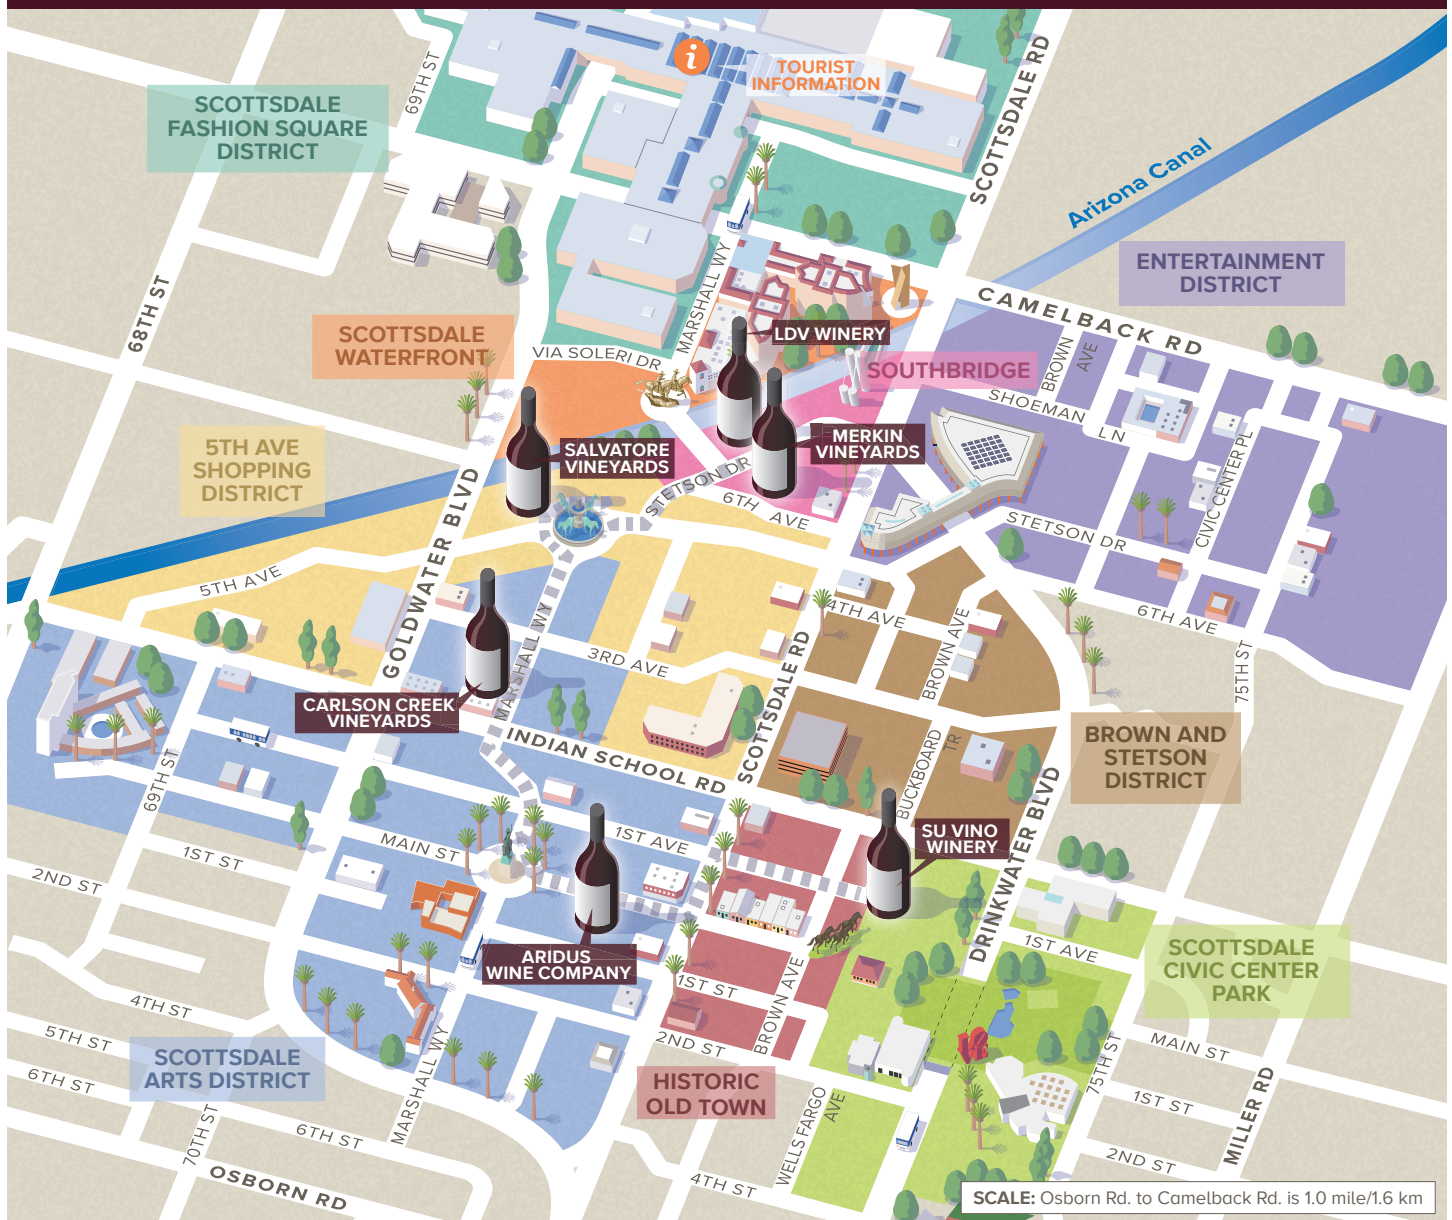 TOURIST
INFORMATION
SCOTTSDALE RD
69TH ST
SCOTTSDALE
FASHION SQUARE
DISTRICT
Arizona Canal
ENTERTAINMENT
DISTRICT
68TH ST
MARSHALL WY
CAMELBACK RD
SCOTTSDALE
WATERFRONT
VIA SOLERI DR
LDV WINERY
SOUTHBRIDGE
BROWN
AVE
SHOEMAN
LN
5TH AVE
SHOPPING
DISTRICT
SALVATORE
VINEYARDS
MERKIN
VINEYARDS
STETSON DR
6TH AVE
CIVIC CENTER PL
STETSON DR
GOLDWATER BLVD
5TH AVE
4TH AVE
6TH AVE
MARSHALL WY
3RD AVE
SCOTTSDALE RD
BROWN AVE
75TH ST
CARLSON CREEK
VINEYARDS
INDIAN SCHOOL RD
BROWN AND
STETSON
DISTRICT
69TH ST
BUCKBOARD
TR
DRINKWATER BLVD
1ST AVE
MAIN ST
SU VINO
WINERY
1ST ST
2ND ST
ARIDUS
WINE COMPANY
1ST AVE
SCOTTSDALE
CIVIC CENTER
PARK
1ST ST
BROWN AVE
4TH ST
5TH ST
2ND ST
MAIN ST
SCOTTSDALE
ARTS DISTRICT
6TH ST
MARSHALL WY
HISTORIC
OLD TOWN
75TH ST
WELLS FARGO
AVE
1ST ST
MILLER RD
70TH ST
6TH ST
2ND ST
OSBORN RD
4TH ST
SCALE: Osborn Rd. to Camelback Rd. is 1.0 mile/1.6 km